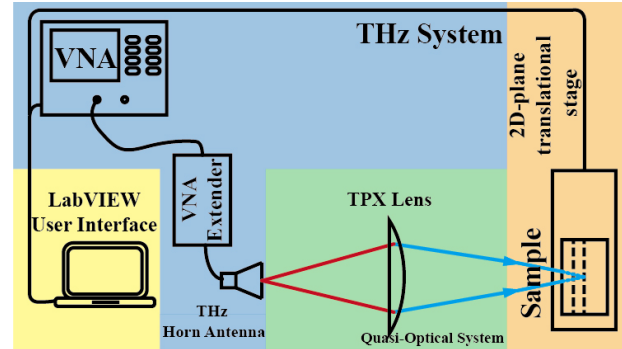 VNA
THz System
2D-plane
translational
stage
VNA
Extender
LabVIEW
User Interface
TPX Lens
Sample
THz
Horn Antenna
Quasi-Optical System